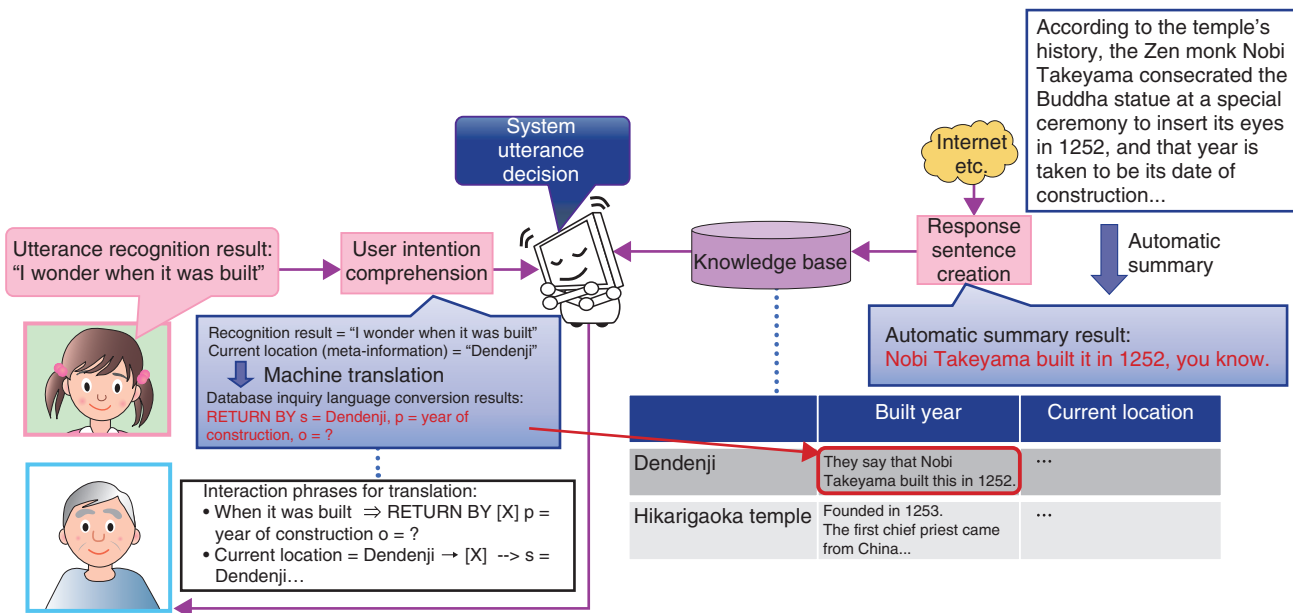 According to the temple's
history, the Zen monk Nobi
Takeyama consecrated the
Buddha statue at a special
ceremony to insert its eyes
in 1252, and that year is
taken to be its date of
construction...
System
utterance
decision
Internet
etc.
Utterance recognition result:
“I wonder when it was built”
User intention
comprehension
Knowledge base
Response
sentence
creation
Automatic
summary
Recognition result = “I wonder when it was built”
Current location (meta-information) = “Dendenji”
Machine translation
Database inquiry language conversion results:
RETURN BY s = Dendenji, p = year of
construction, o = ?
Automatic summary result:
Nobi Takeyama built it in 1252, you know.
Built year
Current location
Dendenji
They say that Nobi
Takeyama built this in 1252.
...
Hikarigaoka temple
Founded in 1253.
The first chief priest came
from China...
...
Interaction phrases for translation:
• When it was built ⇒ RETURN BY [X] p =
year of construction o = ?
• Current location = Dendenji → [X] --> s =
Dendenji…